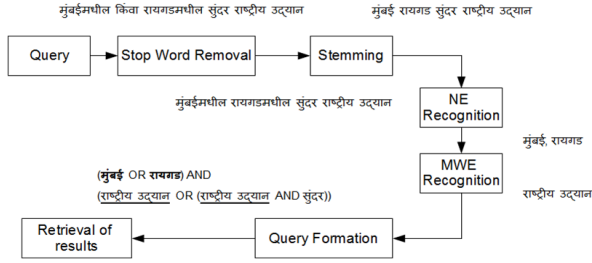 मुंबईमधील किंवा रायगडमधील सुंदर राष्ट्रीय उद्यान
मुंबई रायगड सुंदर राष्ट्रीय उद्यान
Query
Stop Word Removal
Stemming
मुंबईमधील रायगडमधील सुंदर राष्ट्रीय उद्यान
NE
Recognition
मुंबई, रायगड
MWE
Recognition
राष्ट्रीय उद्यान
(मुंबई OR रायगड) AND
(राष्ट्रीय उद्यान OR (राष्ट्रीय उद्यान AND सुंदर))
Query Formation
Retrieval of
results